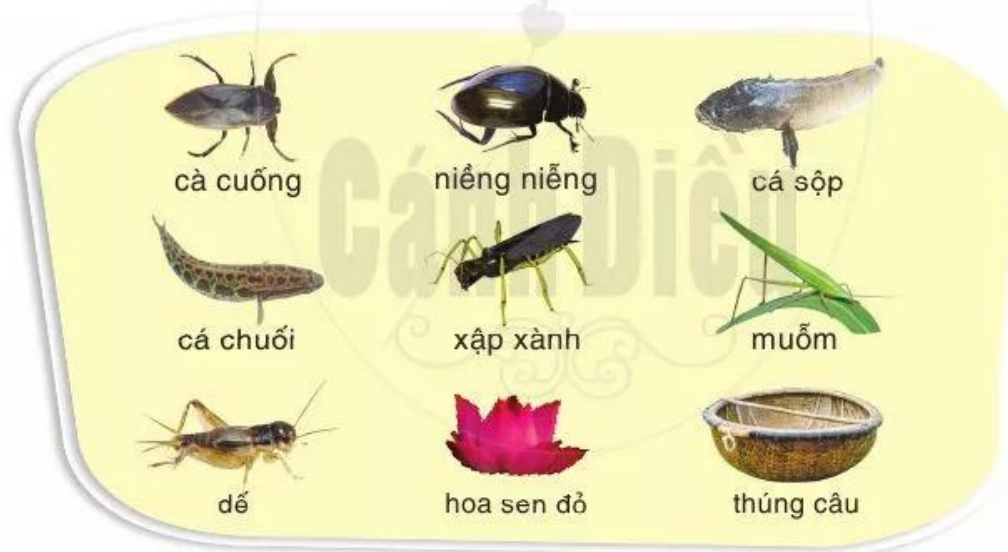 Cánh Diều
cà cuống niềng niễng cá sộp
cá chuối xập xành muỗm
dế hoa sen đỏ thúng câu